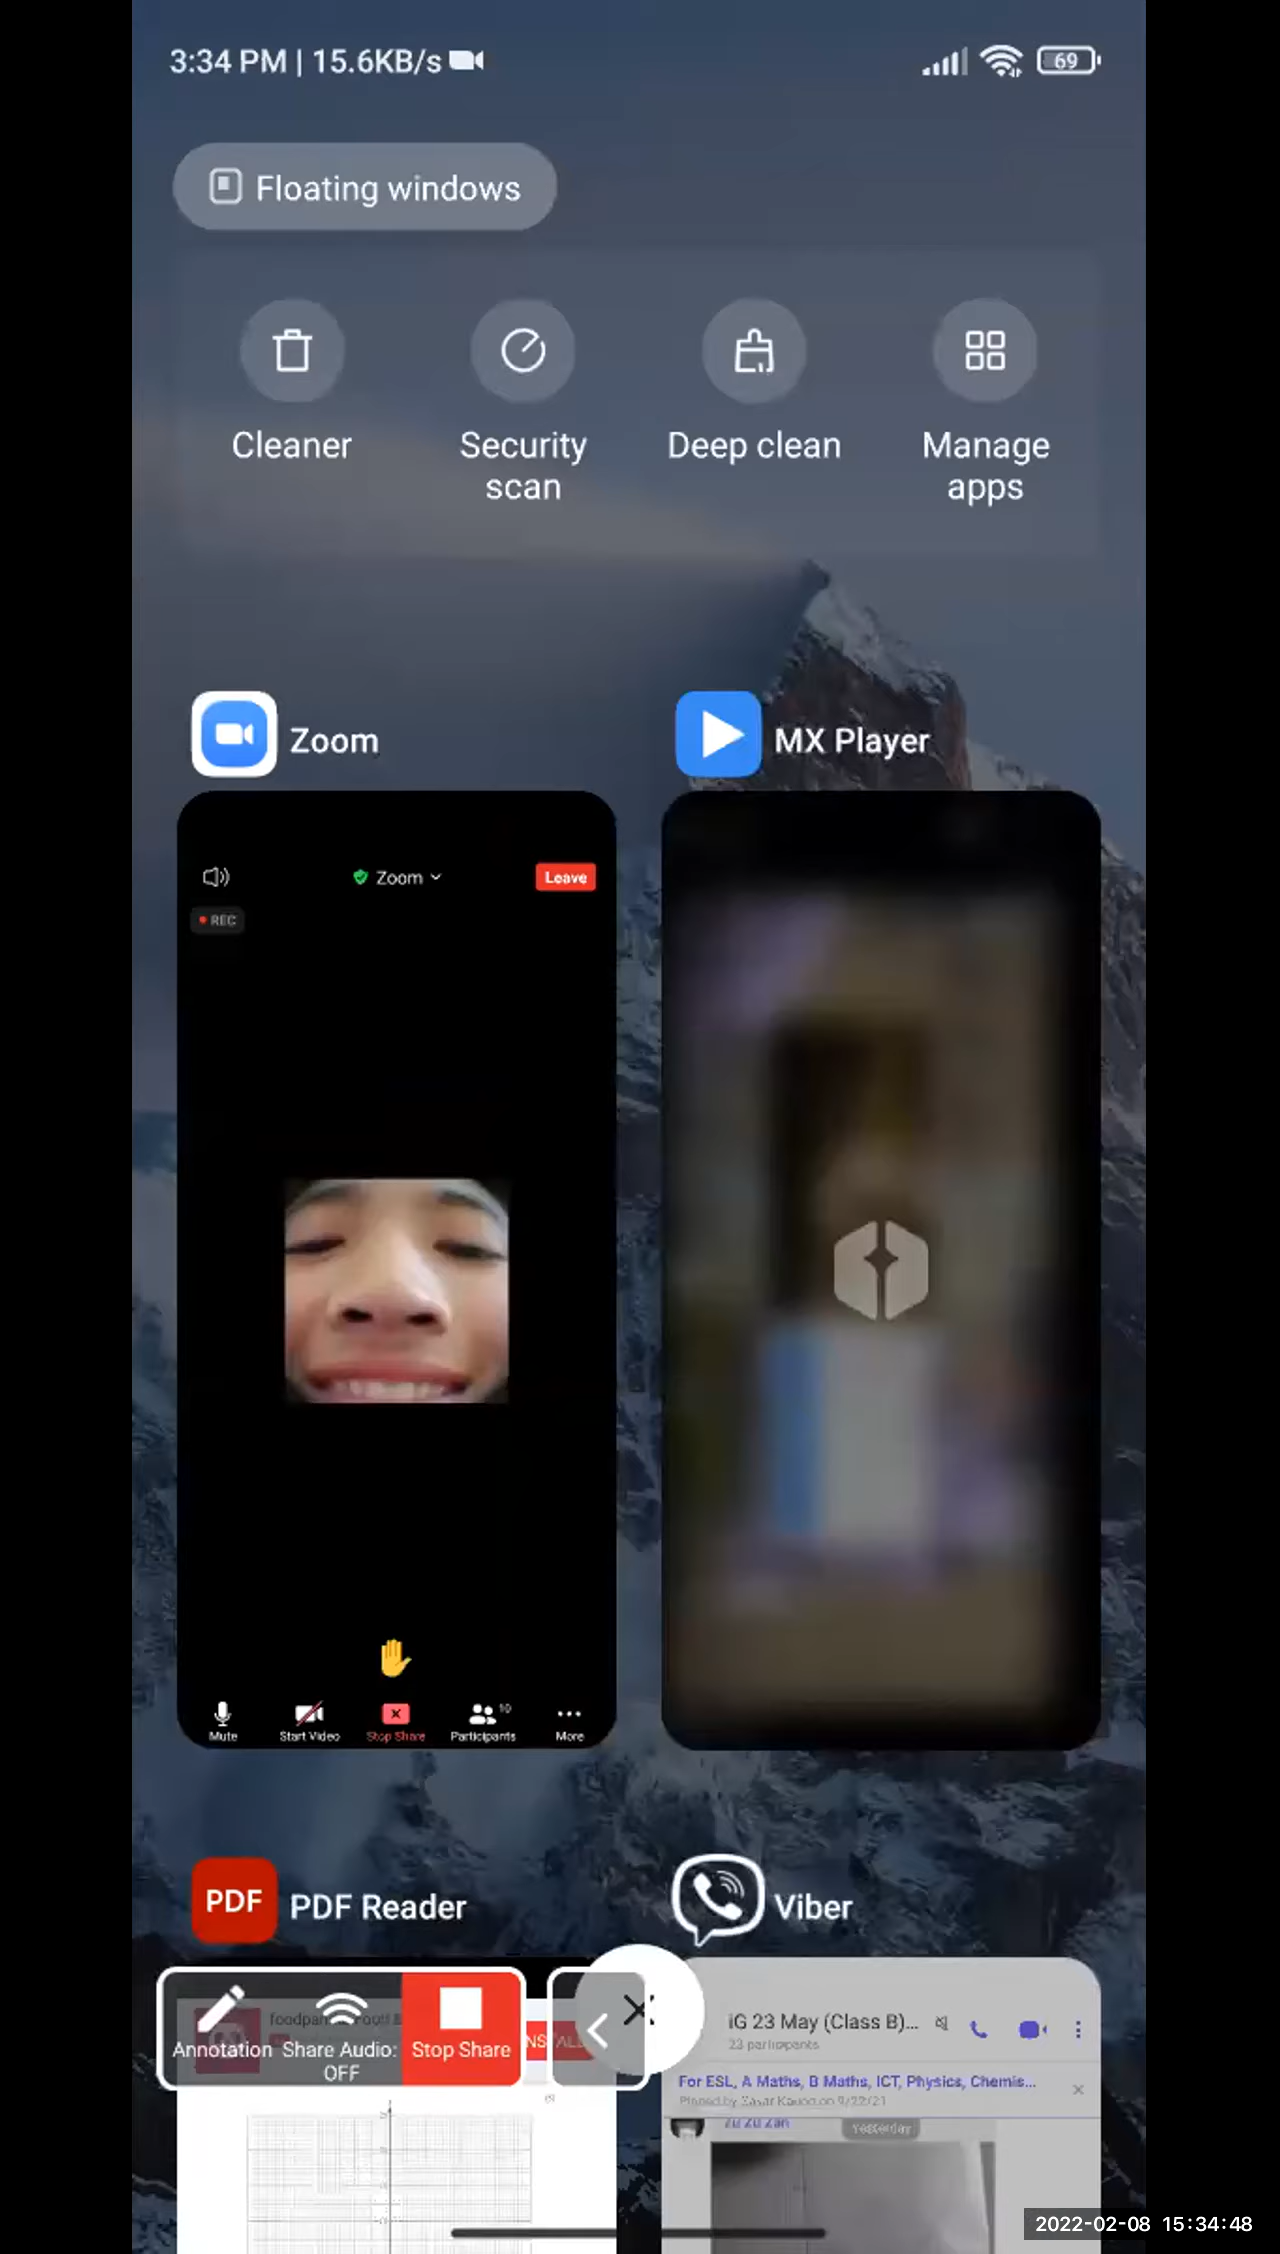 3:34 PM | 15.6KB/s
69
Floating windows
Cleaner
Security scan
Deep clean
Manage apps
Zoom
MX Player
Zoom
Leave
REC
Mute
Start Video
Stop Share
Participants
10
More
PDF
PDF Reader
Viber
Annotation
Share Audio: OFF
Stop Share
iG 23 May (Class B)...
23 participants
For ESL, A Maths, B Maths, ICT, Physics, Chemis...
Yesterday
2022-02-08 15:34:48